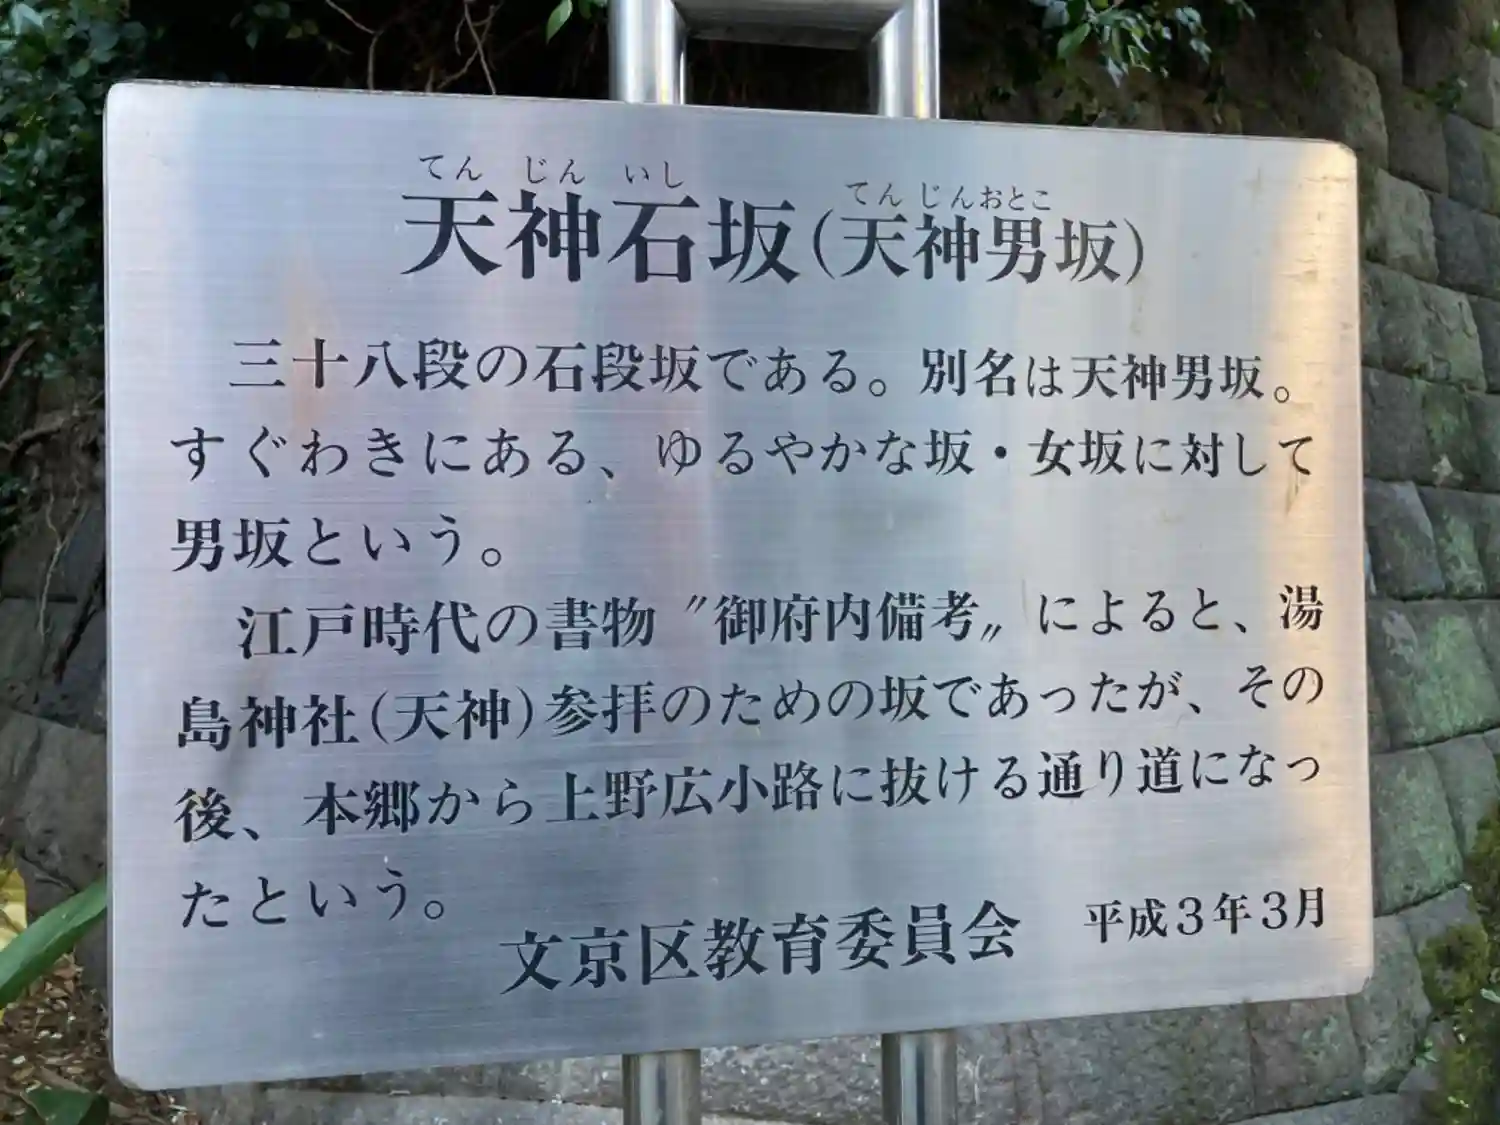 てん じん いし てん じんおとこ
天神石坂(天神男坂)
三十八段の石段坂である。別名は天神男坂。
すぐわきにある、ゆるやかな坂・女坂に対して
男坂という。
江戸時代の書物〝御府内備考〟によると、湯
島神社(天神)参拝のための坂であったが、その
後、本郷から上野広小路に抜ける通り道になっ
たという。
文京区教育委員会 平成3年3月